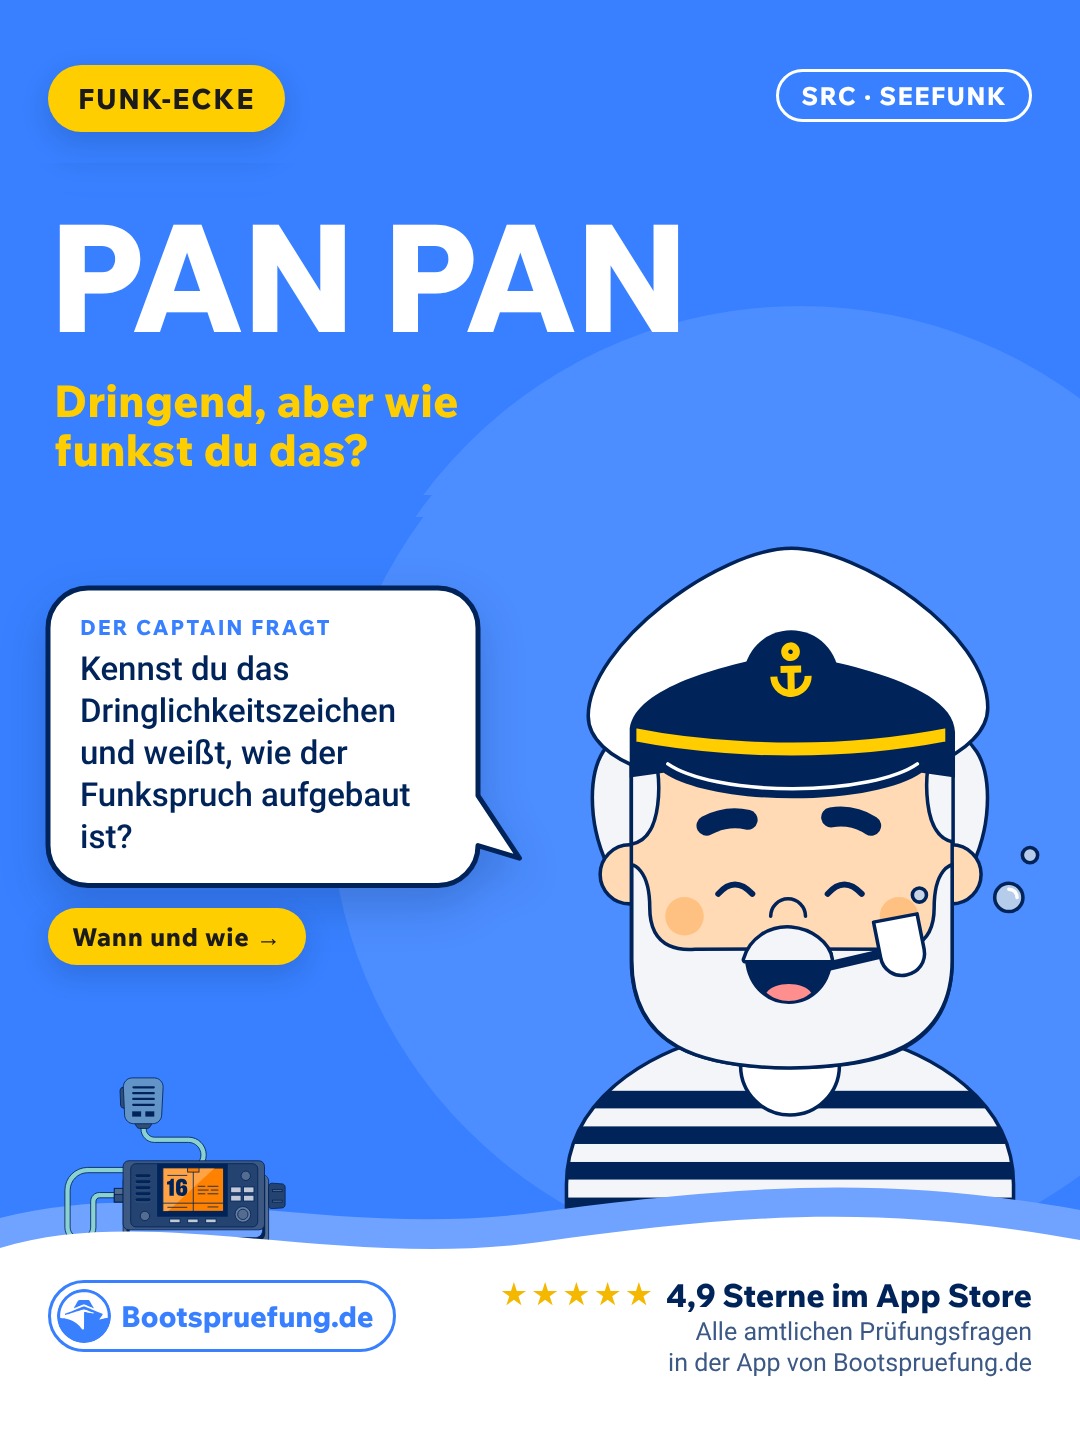 FUNK-ECKE
SRC · SEEFUNK
PAN PAN
Dringend, aber wie
funkst du das?
DER CAPTAIN FRAGT
Kennst du das
Dringlichkeitszeichen
und weißt, wie der
Funkspruch aufgebaut
ist?
Wann und wie →
16
Bootspruefung.de
★★★★★ 4,9 Sterne im App Store
Alle amtlichen Prüfungsfragen
in der App von Bootspruefung.de